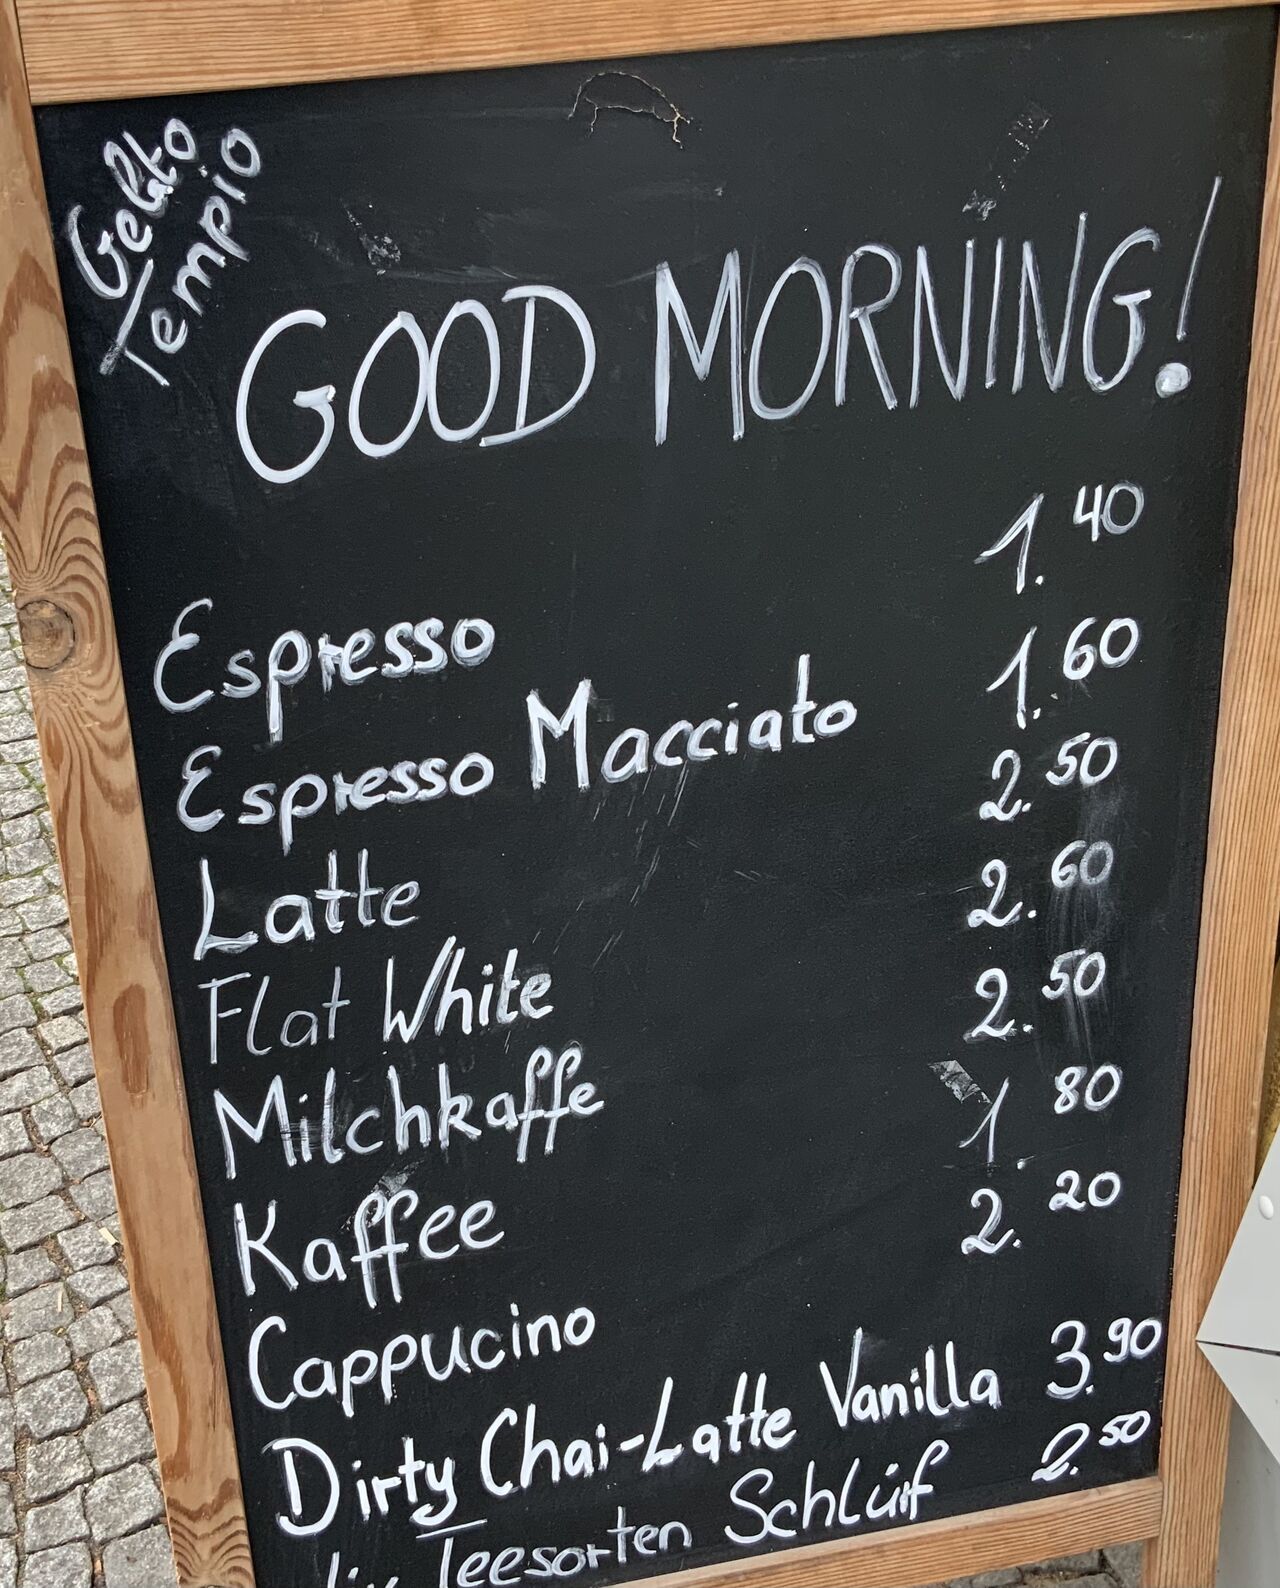 Gelato
Tempio
GOOD MORNING!
Espresso 1.40
Espresso Macciato 1.60
Latte 2.50
Flat White 2.60
Milchkaffe 2.50
Kaffee 1.80
Cappucino 2.20
Dirty Chai-Latte Vanilla 3.90
Teesorten Schlürf 2.50